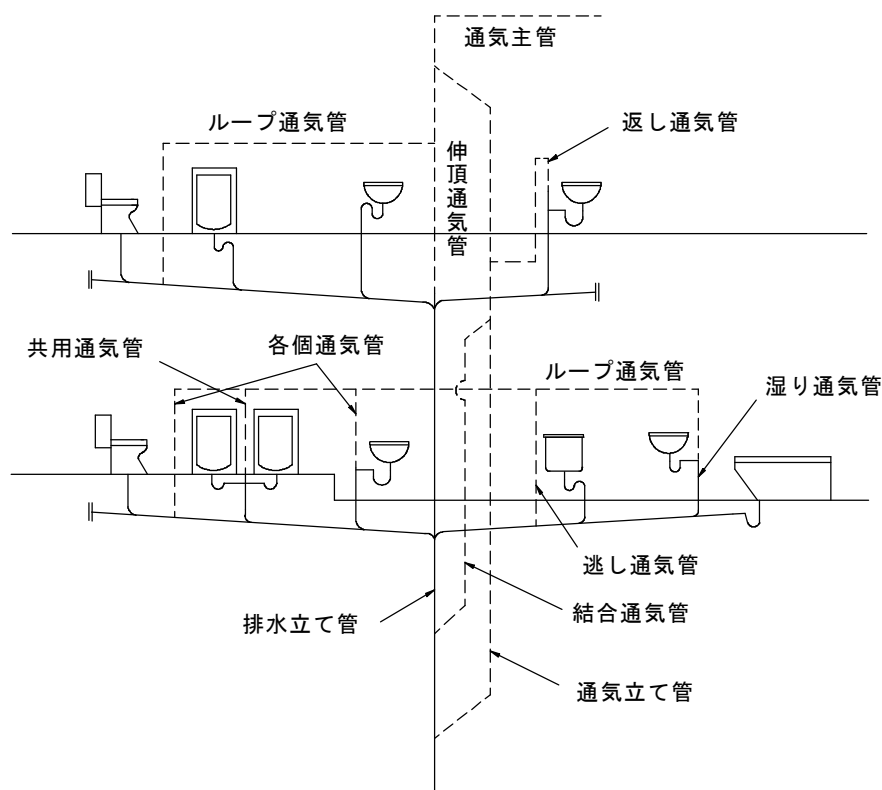 通気主管
ループ通気管
返し通気管
伸頂通気管
共用通気管
各個通気管
ループ通気管
湿り通気管
逃し通気管
排水立て管
結合通気管
通気立て管